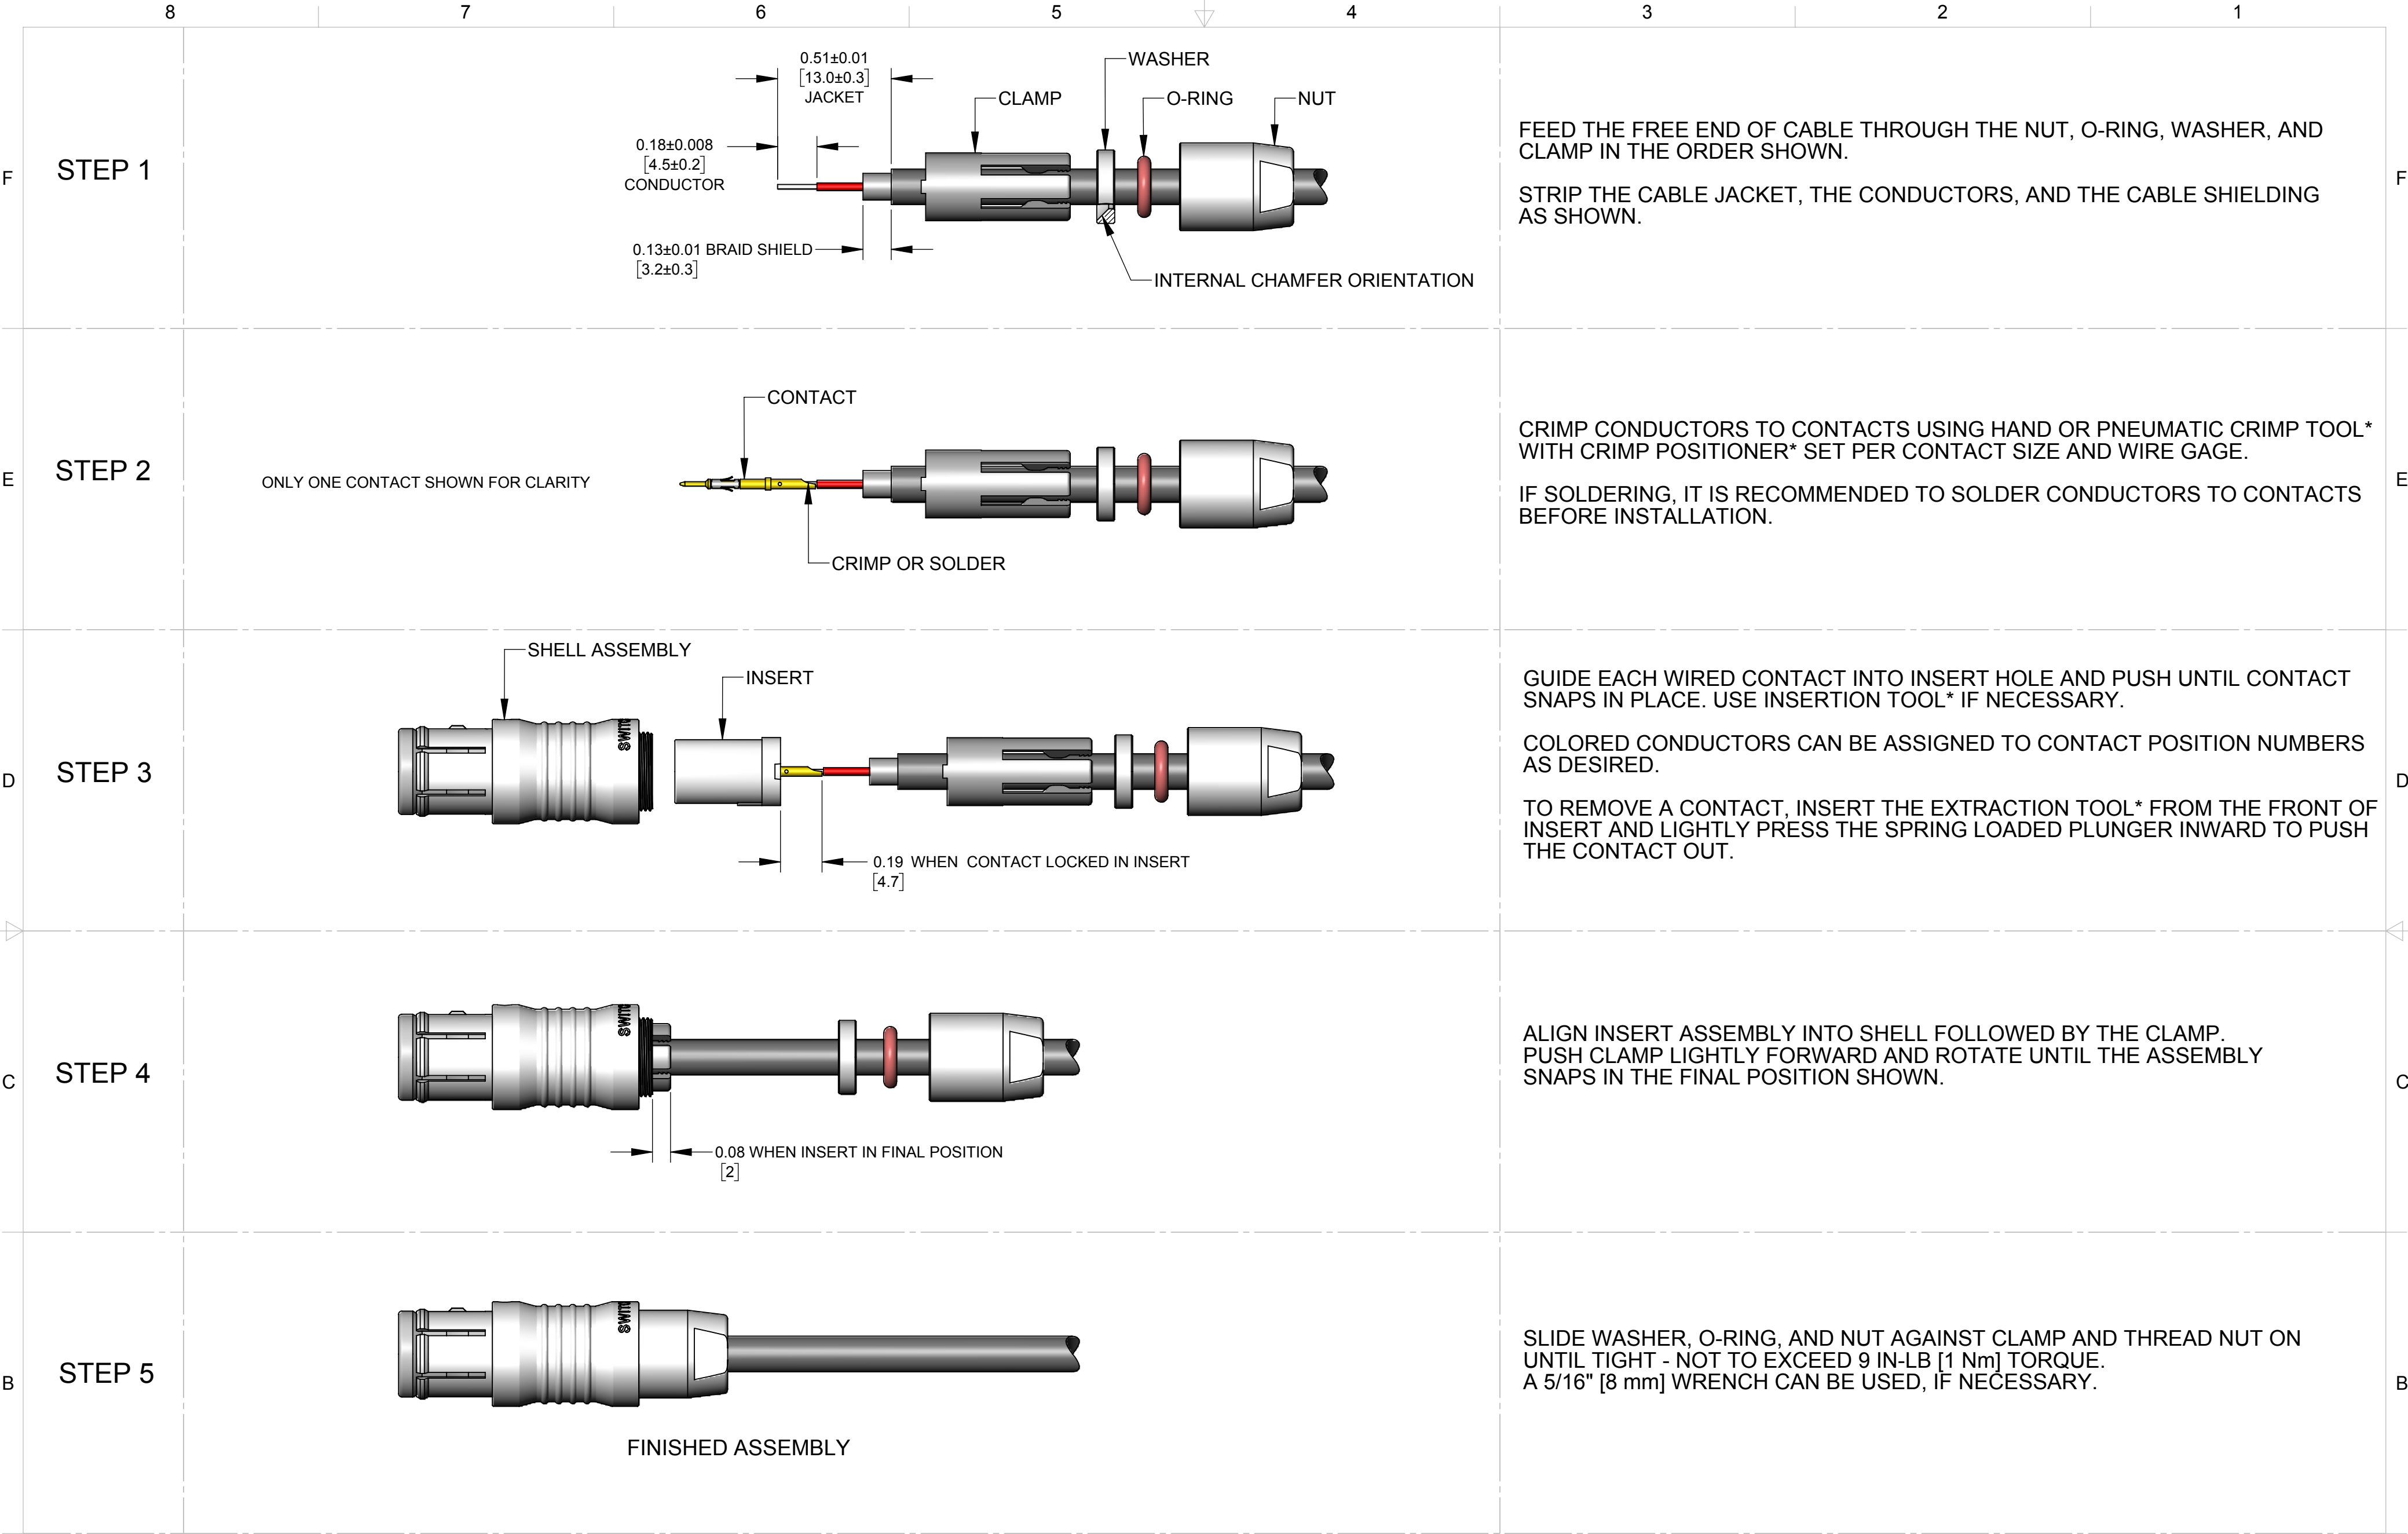 8 7 6 5 4 3 2 1
F
STEP 1
0.51±0.01
[13.0±0.3]
JACKET
0.18±0.008
[4.5±0.2]
CONDUCTOR
0.13±0.01 BRAID SHIELD
[3.2±0.3]
CLAMP
WASHER
O-RING
NUT
INTERNAL CHAMFER ORIENTATION
FEED THE FREE END OF CABLE THROUGH THE NUT, O-RING, WASHER, AND
CLAMP IN THE ORDER SHOWN.
STRIP THE CABLE JACKET, THE CONDUCTORS, AND THE CABLE SHIELDING
AS SHOWN.
F
E
STEP 2
ONLY ONE CONTACT SHOWN FOR CLARITY
CONTACT
CRIMP OR SOLDER
CRIMP CONDUCTORS TO CONTACTS USING HAND OR PNEUMATIC CRIMP TOOL*
WITH CRIMP POSITIONER* SET PER CONTACT SIZE AND WIRE GAGE.
IF SOLDERING, IT IS RECOMMENDED TO SOLDER CONDUCTORS TO CONTACTS
BEFORE INSTALLATION.
E
D
STEP 3
SHELL ASSEMBLY
INSERT
SWITC
0.19 WHEN CONTACT LOCKED IN INSERT
[4.7]
GUIDE EACH WIRED CONTACT INTO INSERT HOLE AND PUSH UNTIL CONTACT
SNAPS IN PLACE. USE INSERTION TOOL* IF NECESSARY.
COLORED CONDUCTORS CAN BE ASSIGNED TO CONTACT POSITION NUMBERS
AS DESIRED.
TO REMOVE A CONTACT, INSERT THE EXTRACTION TOOL* FROM THE FRONT OF
INSERT AND LIGHTLY PRESS THE SPRING LOADED PLUNGER INWARD TO PUSH
THE CONTACT OUT.
D
C
STEP 4
SWITC
0.08 WHEN INSERT IN FINAL POSITION
[2]
ALIGN INSERT ASSEMBLY INTO SHELL FOLLOWED BY THE CLAMP.
PUSH CLAMP LIGHTLY FORWARD AND ROTATE UNTIL THE ASSEMBLY
SNAPS IN THE FINAL POSITION SHOWN.
C
B
STEP 5
SWITC
FINISHED ASSEMBLY
SLIDE WASHER, O-RING, AND NUT AGAINST CLAMP AND THREAD NUT ON
UNTIL TIGHT - NOT TO EXCEED 9 IN-LB [1 Nm] TORQUE.
A 5/16" [8 mm] WRENCH CAN BE USED, IF NECESSARY.
B